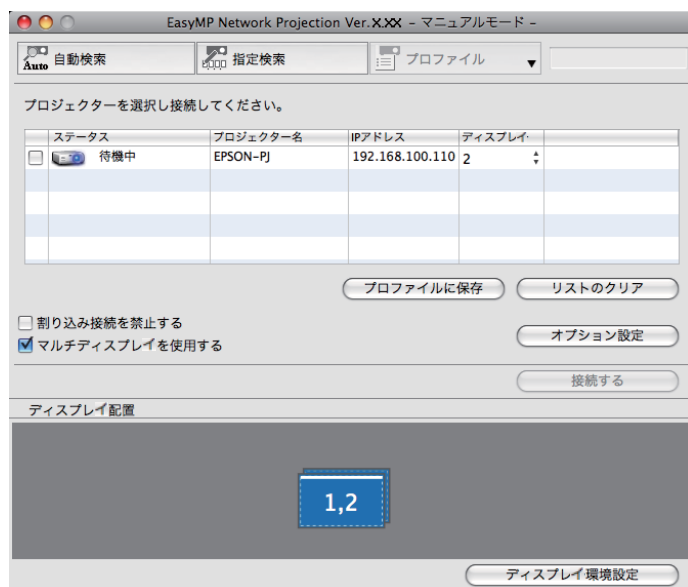 EasyMP Network Projection Ver.X.XX – マニュアルモード –
Auto 自動検索 指定検索 プロファイル ▼
プロジェクターを選択し接続してください。
ステータス プロジェクター名 IPアドレス ディスプレイ·
待機中 EPSON-PJ 192.168.100.110 2
プロファイルに保存 リストのクリア
割り込み接続を禁止する
マルチディスプレイを使用する
オプション設定
接続する
ディスプレイ配置
1,2
ディスプレイ環境設定